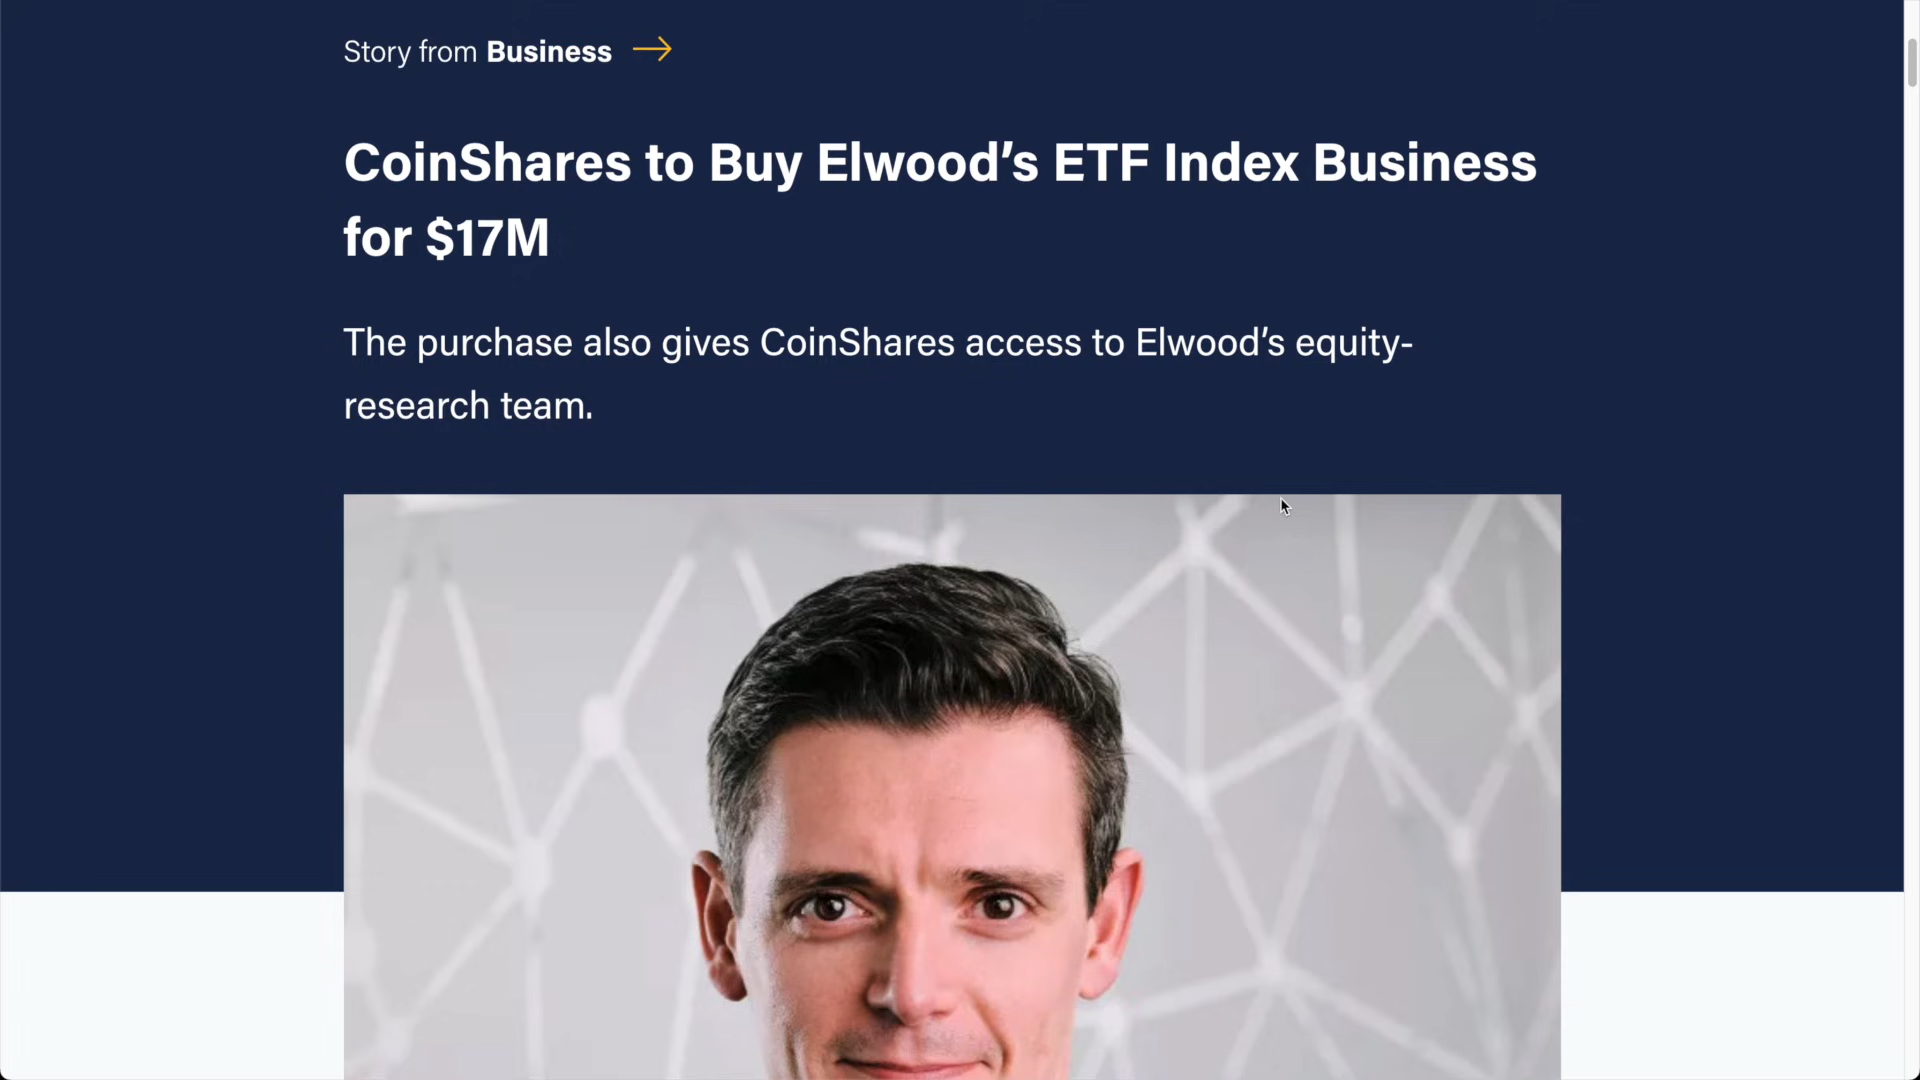 Story from Business
CoinShares to Buy Elwood’s ETF Index Business
for $17M
The purchase also gives CoinShares access to Elwood’s equity-
research team.